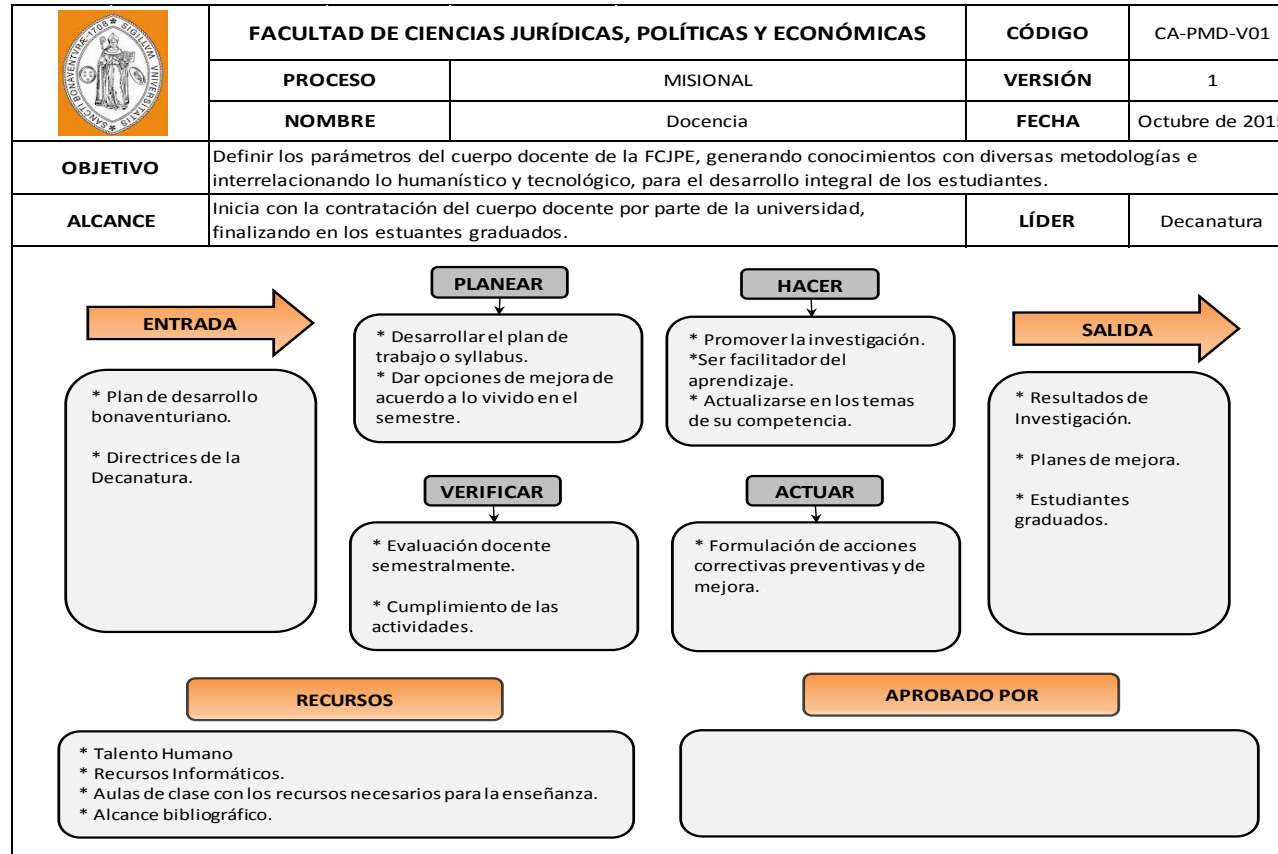 FACULTAD DE CIENCIAS JURÍDICAS, POLÍTICAS Y ECONÓMICAS
CÓDIGO
CA-PMD-V01
PROCESO
MISIONAL
VERSIÓN
1
NOMBRE
Docencia
FECHA
Octubre de 201
OBJETIVO
Definir los parámetros del cuerpo docente de la FCJPE, generando conocimientos con diversas metodologías e
interrelacionando lo humanístico y tecnológico, para el desarrollo integral de los estudiantes.
ALCANCE
Inicia con la contratación del cuerpo docente por parte de la universidad,
finalizando en los estuantes graduados.
LÍDER
Decanatura
ENTRADA
* Plan de desarrollo
bonaventuriano.
* Directrices de la
Decanatura.
PLANEAR
* Desarrollar el plan de
trabajo o syllabus.
* Dar opciones de mejora de
acuerdo a lo vivido en el
semestre.
HACER
* Promover la investigación.
*Ser facilitador del
aprendizaje.
* Actualizarse en los temas
de su competencia.
SALIDA
* Resultados de
Investigación.
* Planes de mejora.
* Estudiantes
graduados.
VERIFICAR
* Evaluación docente
semestralmente.
* Cumplimiento de las
actividades.
ACTUAR
* Formulación de acciones
correctivas preventivas y de
mejora.
RECURSOS
* Talento Humano
* Recursos Informáticos.
* Aulas de clase con los recursos necesarios para la enseñanza.
* Alcance bibliográfico.
APROBADO POR